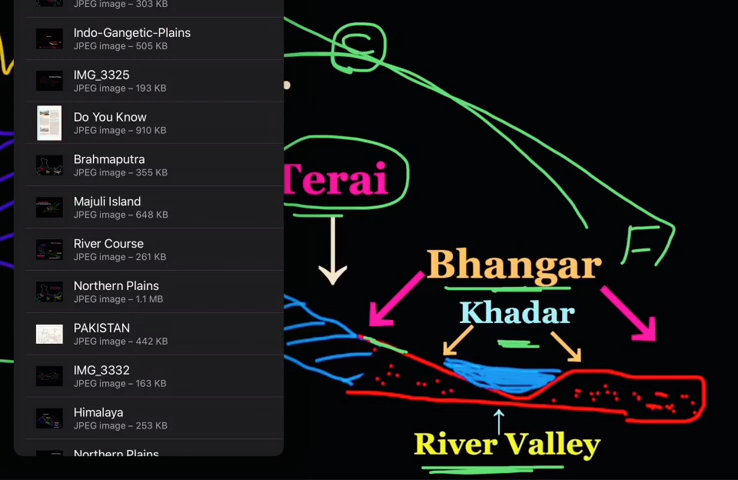 JPEG image – 303 KB
Indo-Gangetic-Plains
JPEG image – 505 KB
IMG_3325
JPEG image – 193 KB
Do You Know
JPEG image – 910 KB
Brahmaputra
JPEG image – 355 KB
Majuli Island
JPEG image – 648 KB
River Course
JPEG image – 261 KB
Northern Plains
JPEG image – 1.1 MB
PAKISTAN
JPEG image – 442 KB
IMG_3332
JPEG image – 163 KB
Himalaya
JPEG image – 253 KB
Northern Plains
Terai
Bhangar
Khadar
River Valley